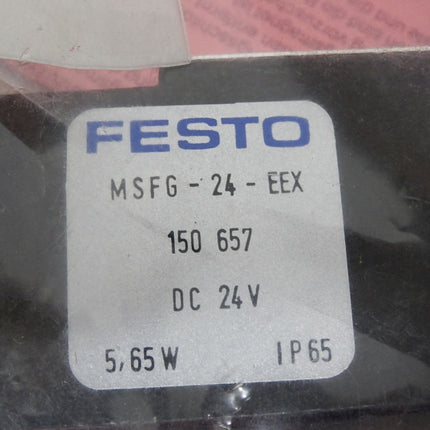 FESTO
MSFG - 24 - EEX
150 657
DC 24V
5,65W IP65